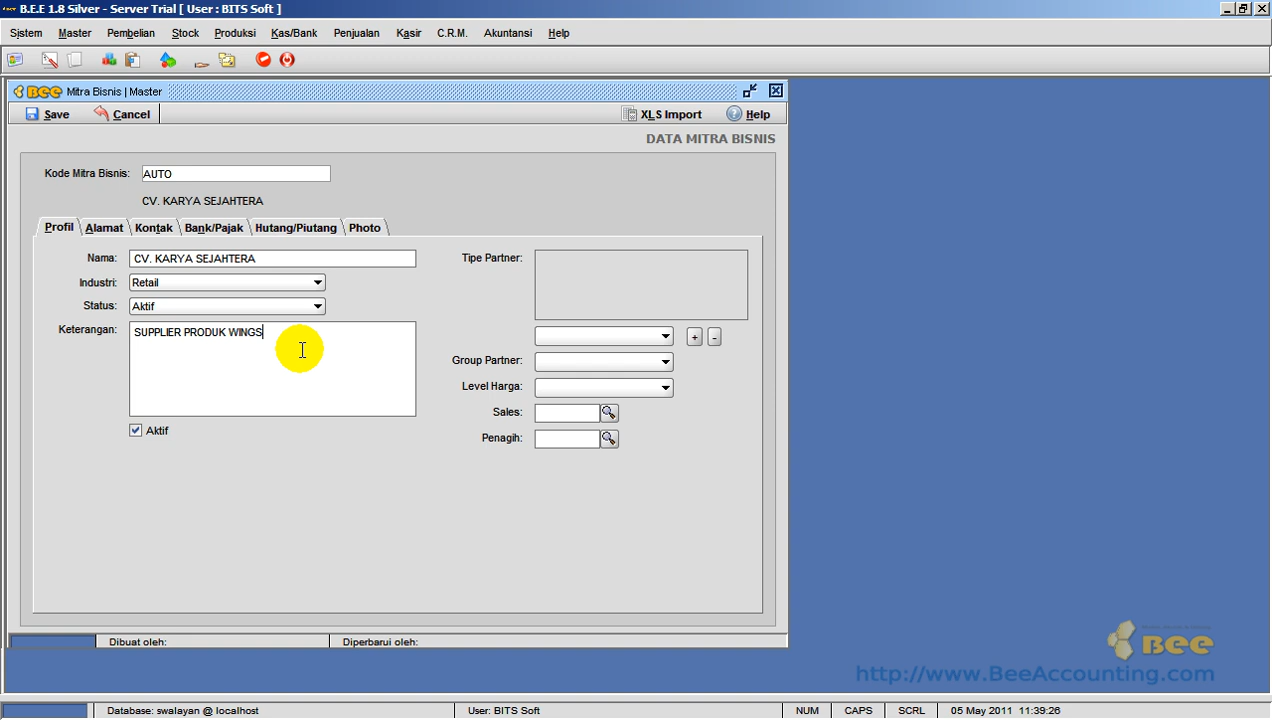 B.E.E 1.8 Silver - Server Trial [ User : BITS Soft ]
Sistem Master Pembelian Stock Produksi Kas/Bank Penjualan Kasir C.R.M. Akuntansi Help
BEE Mitra Bisnis | Master
Save Cancel XLS Import Help
DATA MITRA BISNIS
Kode Mitra Bisnis: AUTO
CV. KARYA SEJAHTERA
Profil Alamat Kontak Bank/Pajak Hutang/Piutang Photo
Nama: CV. KARYA SEJAHTERA
Industri: Retail
Status: Aktif
Keterangan: SUPPLIER PRODUK WINGS
Aktif
Tipe Partner:
+ -
Group Partner:
Level Harga:
Sales:
Penagih:
Dibuat oleh: Diperbarui oleh:
BEE
http://www.BeeAccounting.com
Database: swalayan @ localhost User: BITS Soft NUM CAPS SCRL 05 May 2011 11:39:26